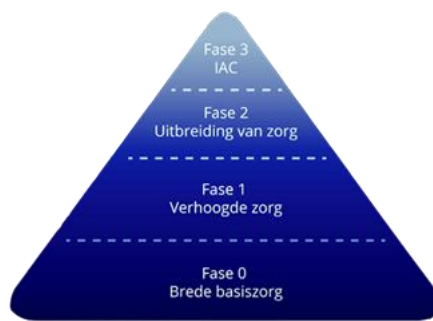 Fase 3
IAC
Fase 2
Uitbreiding van zorg
Fase 1
Verhoogde zorg
Fase 0
Brede basiszorg